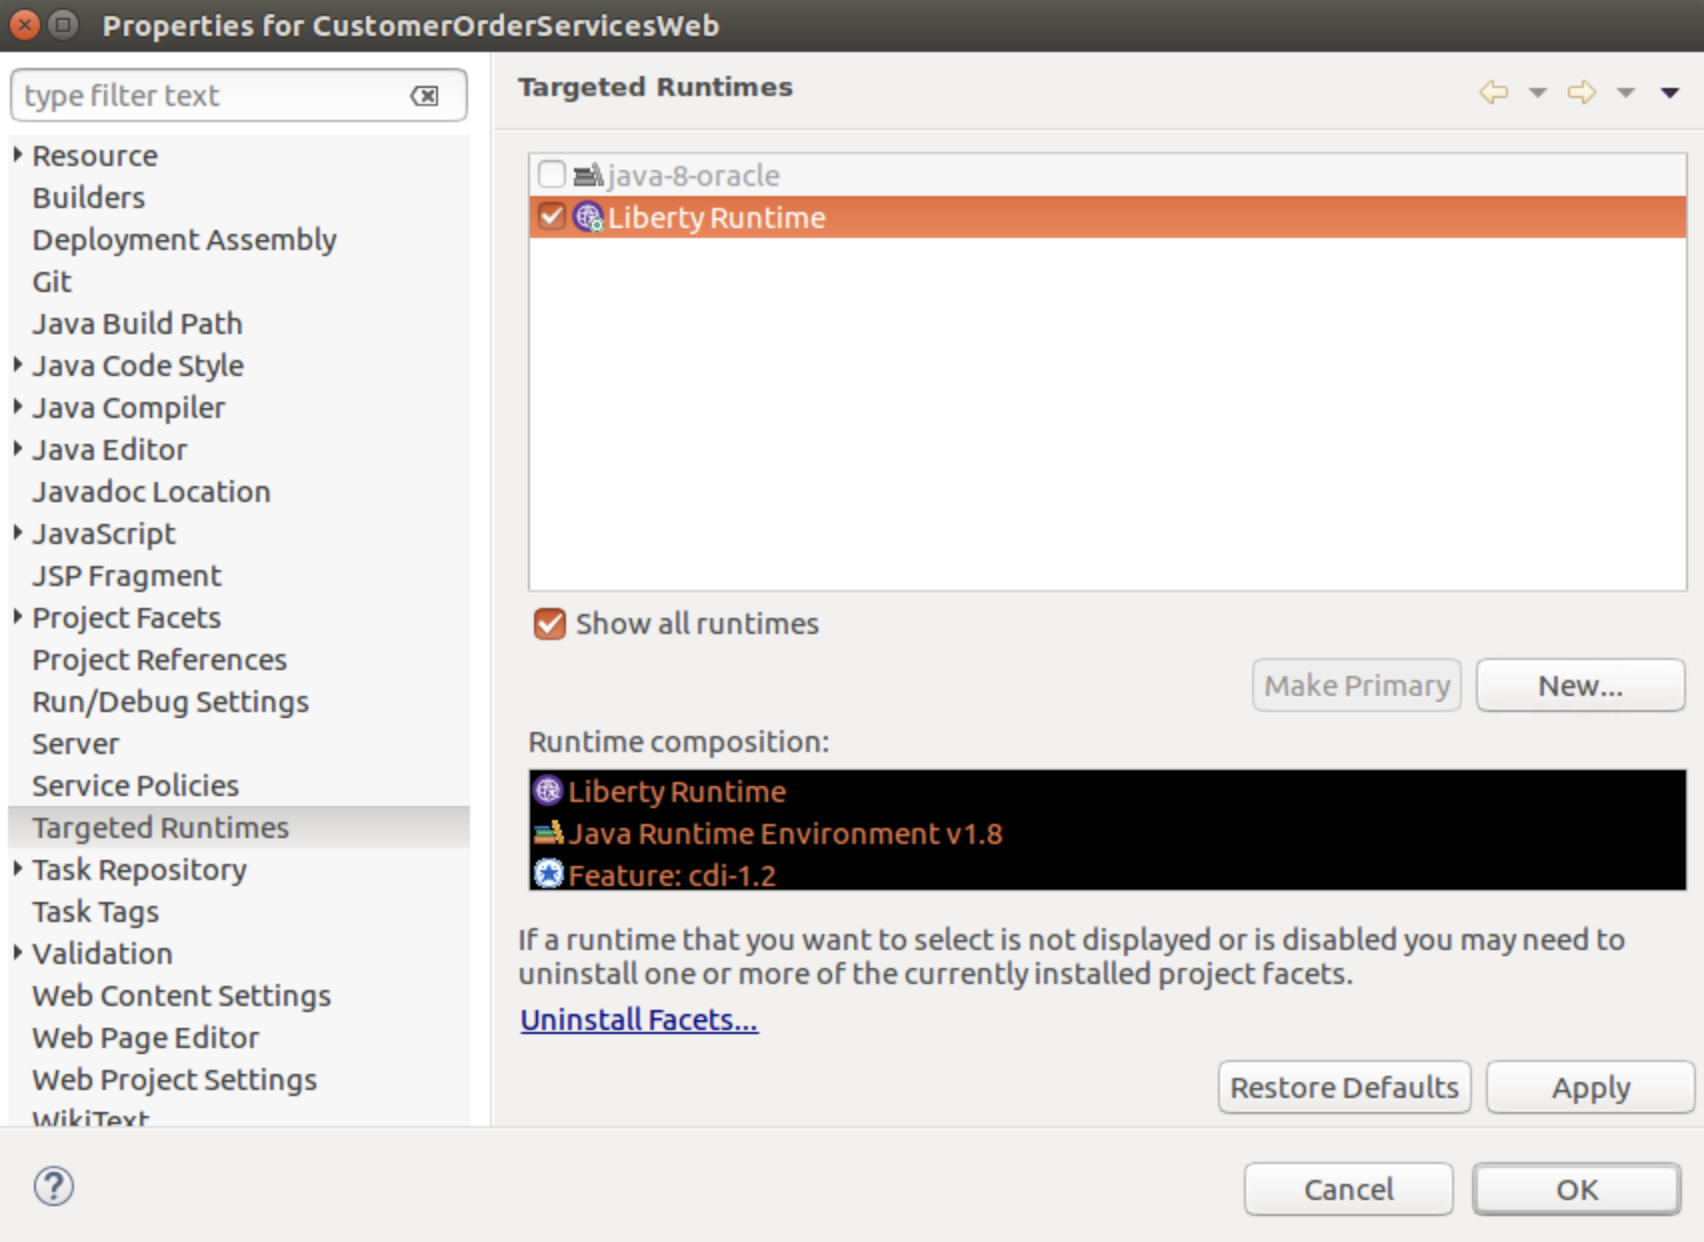 Properties for CustomerOrderServicesWeb
type filter text
Resource
Builders
Deployment Assembly
Git
Java Build Path
Java Code Style
Java Compiler
Java Editor
Javadoc Location
JavaScript
JSP Fragment
Project Facets
Project References
Run/Debug Settings
Server
Service Policies
Targeted Runtimes
Task Repository
Task Tags
Validation
Web Content Settings
Web Page Editor
Web Project Settings
WikiText
Targeted Runtimes
java-8-oracle
Liberty Runtime
Show all runtimes
Make Primary
New...
Runtime composition:
Liberty Runtime
Java Runtime Environment v1.8
Feature: cdi-1.2
If a runtime that you want to select is not displayed or is disabled you may need to
uninstall one or more of the currently installed project facets.
Uninstall Facets...
Restore Defaults
Apply
Cancel
OK